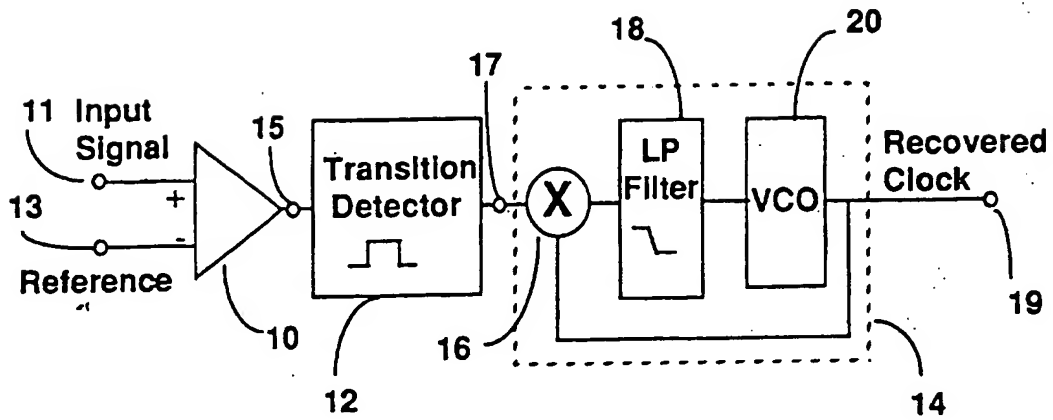 18
20
17
11 Input
Signal
15
13
+
-
Reference
Transition
Detector
X
LP
Filter
VCO
Recovered
Clock
10
12
16
19
14